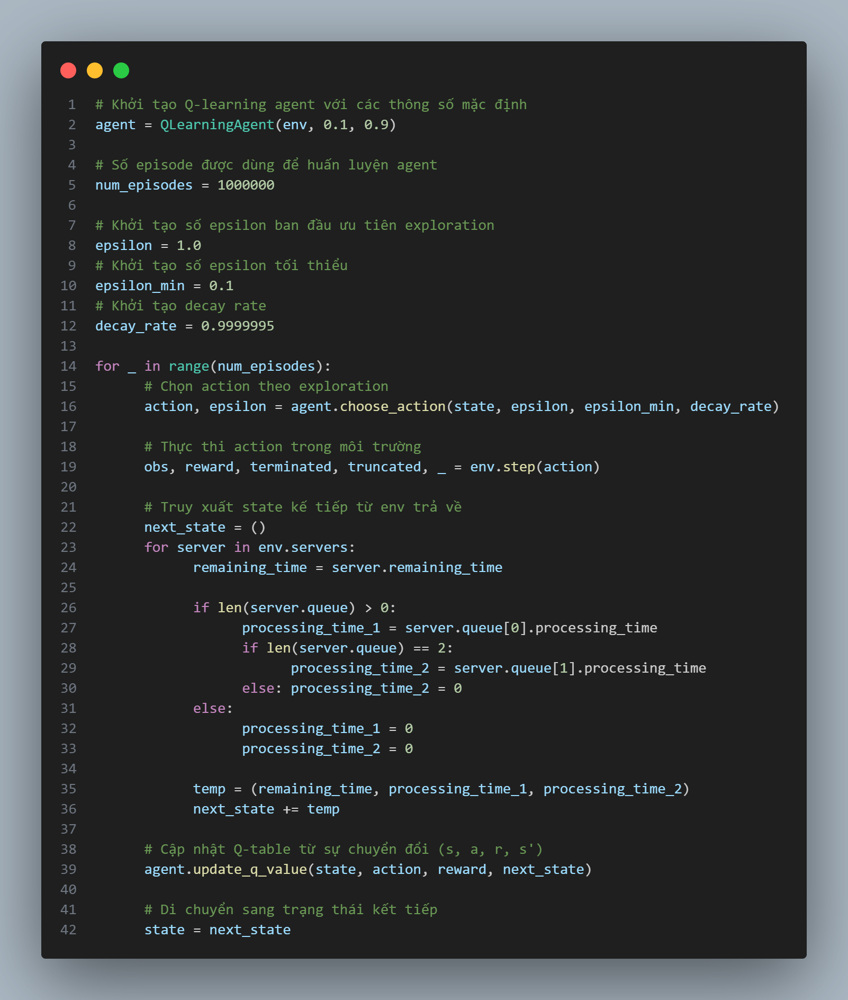 1 # Khởi tạo Q-learning agent với các thông số mặc định
2 agent = QLearningAgent(env, 0.1, 0.9)
3
4 # Số episode được dùng để huấn luyện agent
5 num_episodes = 1000000
6
7 # Khởi tạo số epsilon ban đầu ưu tiên exploration
8 epsilon = 1.0
9 # Khởi tạo số epsilon tối thiểu
10 epsilon_min = 0.1
11 # Khởi tạo decay rate
12 decay_rate = 0.9999995
13
14 for _ in range(num_episodes):
15 # Chọn action theo exploration
16 action, epsilon = agent.choose_action(state, epsilon, epsilon_min, decay_rate)
17
18 # Thực thi action trong môi trường
19 obs, reward, terminated, truncated, _ = env.step(action)
20
21 # Truy xuất state kế tiếp từ env trả về
22 next_state = ()
23 for server in env.servers:
24 remaining_time = server.remaining_time
25
26 if len(server.queue) > 0:
27 processing_time_1 = server.queue[0].processing_time
28 if len(server.queue) == 2:
29 processing_time_2 = server.queue[1].processing_time
30 else: processing_time_2 = 0
31 else:
32 processing_time_1 = 0
33 processing_time_2 = 0
34
35 temp = (remaining_time, processing_time_1, processing_time_2)
36 next_state += temp
37
38 # Cập nhật Q-table từ sự chuyển đổi (s, a, r, s')
39 agent.update_q_value(state, action, reward, next_state)
40
41 # Di chuyển sang trạng thái kết tiếp
42 state = next_state